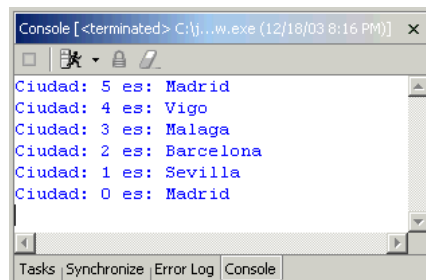 Console [<terminated> C:\j...w.exe (12/18/03 8:16 PM)]
Ciudad: 5 es: Madrid
Ciudad: 4 es: Vigo
Ciudad: 3 es: Malaga
Ciudad: 2 es: Barcelona
Ciudad: 1 es: Sevilla
Ciudad: 0 es: Madrid
Tasks Synchronize Error Log Console